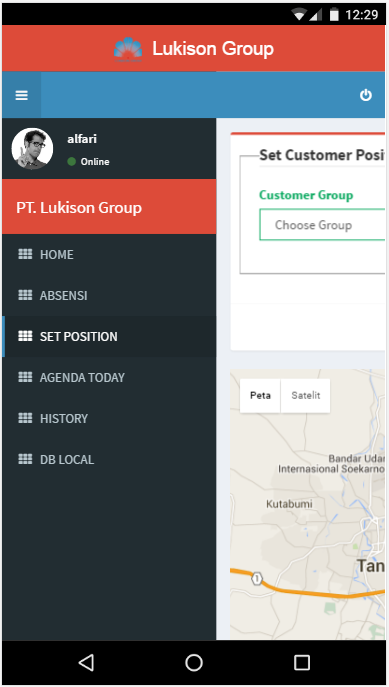 12:29
Lukison Group
alfari
Online
PT. Lukison Group
HOME
ABSENSI
SET POSITION
AGENDA TODAY
HISTORY
DB LOCAL
Set Customer Posi
Customer Group
Choose Group
Peta
Satelit
Bandar Udar
Internasional Soekarno
Kutabumi
1
Tan